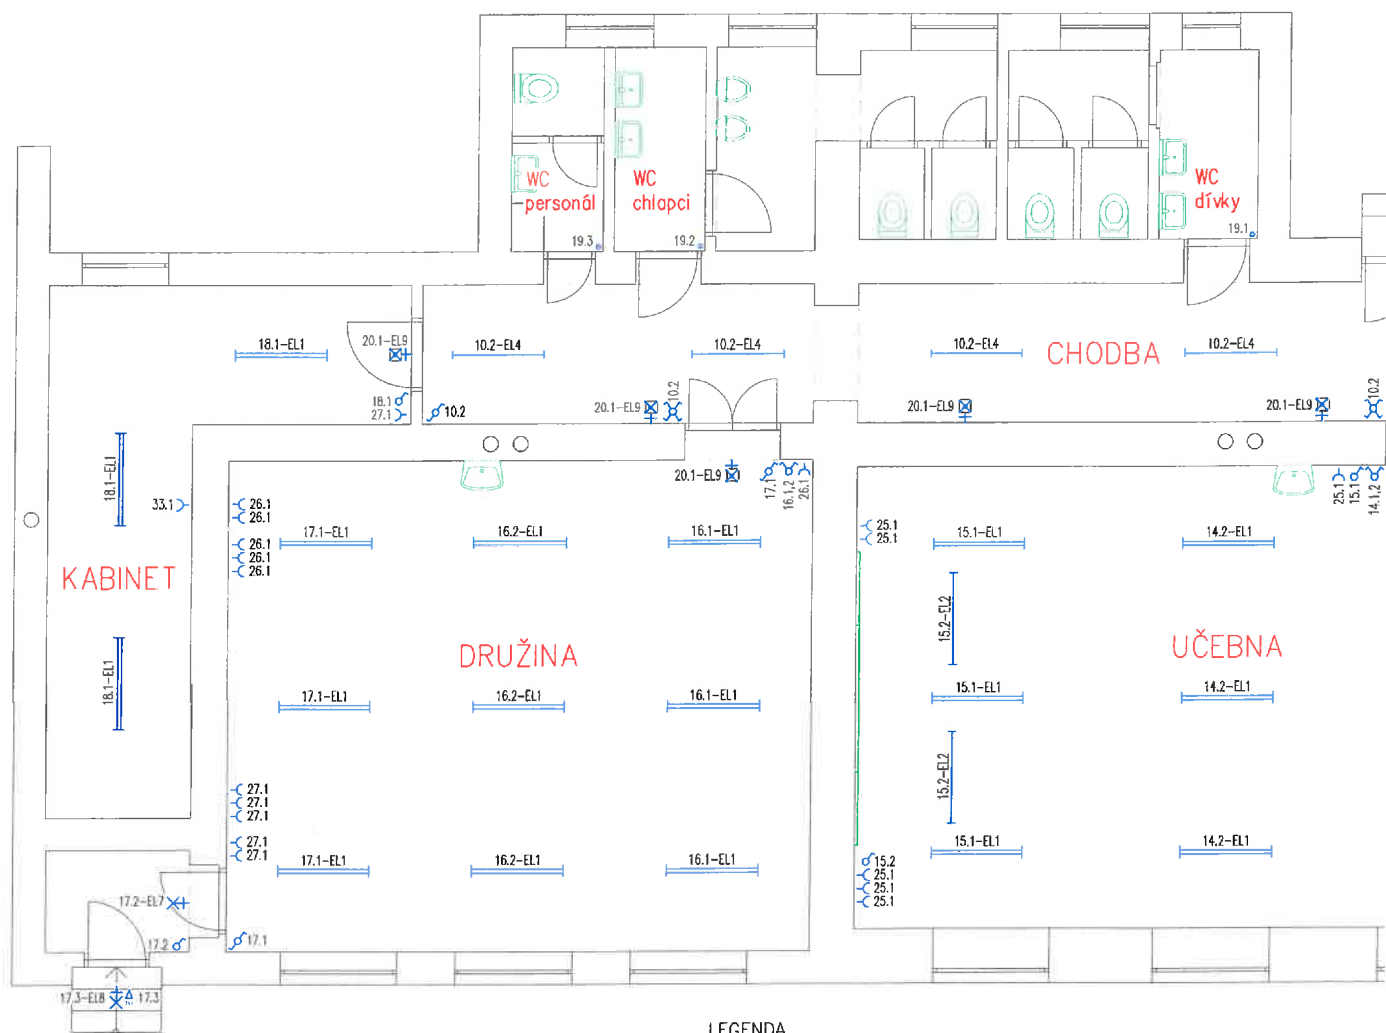 WC
personál
WC
chlapci
WC
dívky
19.3
19.2
19.1
18.1-EL1
20.1-EL9
10.2-EL4
10.2-EL4
10.2-EL4
CHODBA
10.2-EL4
18.1
27.1
10.2
20.1-EL9
10.2
20.1-EL9
20.1-EL9
10.2
18.1-EL1
33.1
26.1
26.1
26.1
26.1
26.1
20.1-EL9
17.1
16.1,2
26.1
25.1
15.1
14.1,2
25.1
25.1
17.1-EL1
16.2-EL1
16.1-EL1
15.1-EL1
14.2-EL1
KABINET
15.2-EL2
DRUŽINA
UČEBNA
18.1-EL1
17.1-EL1
16.2-EL1
16.1-EL1
15.1-EL1
14.2-EL1
15.2-EL2
27.1
27.1
27.1
27.1
27.1
17.1-EL1
16.2-EL1
16.1-EL1
15.1-EL1
14.2-EL1
15.2
25.1
25.1
25.1
17.2-EL7
17.2
17.1
17.3-EL8
17.3
LEGENDA